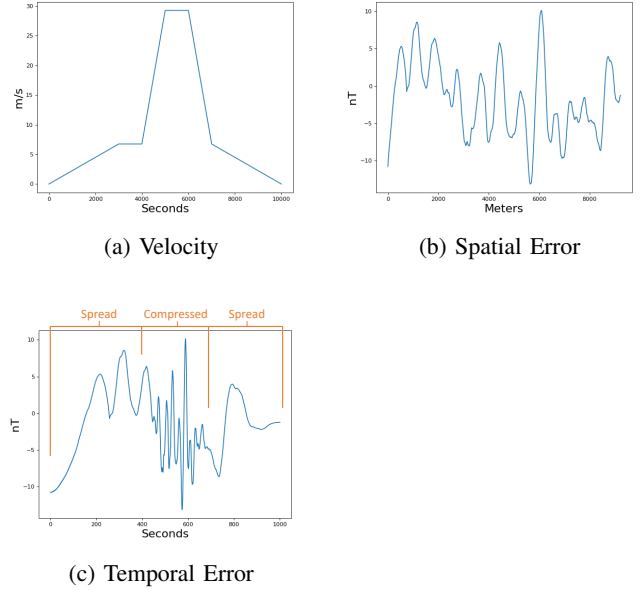 30
25
20
15
10
5
0
m/s
0 2000 4000 6000 8000 10000
Seconds
(a) Velocity
10
5
0
−5
−10
nT
0 2000 4000 6000 8000
Meters
(b) Spatial Error
Spread Compressed Spread
10
5
0
−5
−10
nT
0 200 400 600 800 1000
Seconds
(c) Temporal Error